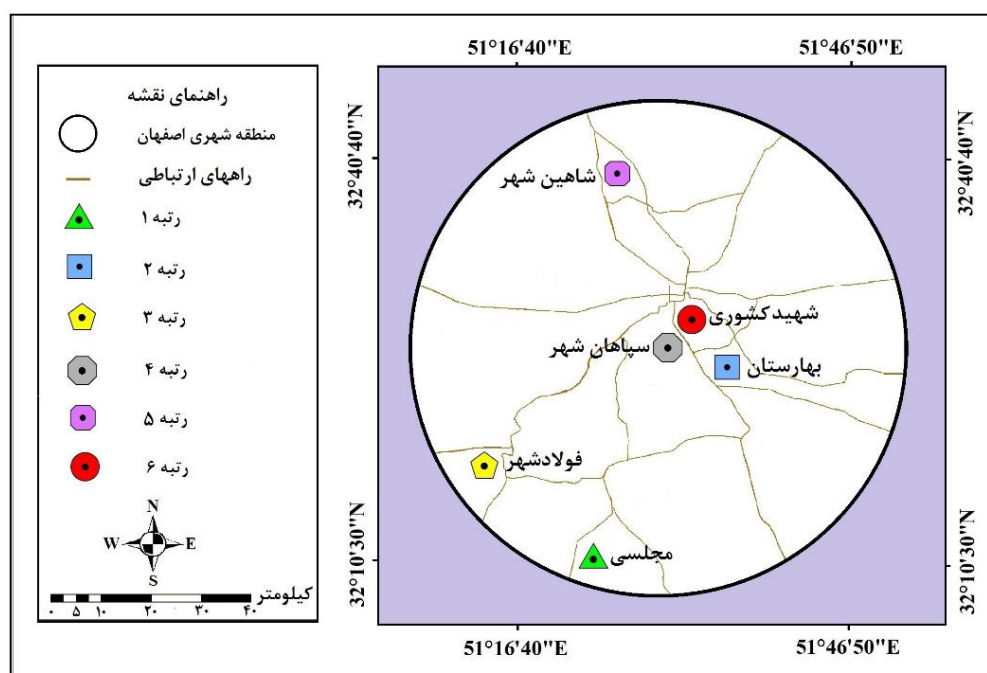 51°16'40"E
51°46'50"E
راهنمای نقشه
منطقه شهری اصفهان
راههای ارتباطی
رتبه ۱
رتبه ۲
رتبه ۳
رتبه ۴
رتبه ۵
رتبه ۶
N
W
E
S
کیلومتر
۰ ۵ ۱۰ ۲۰ ۳۰ ۴۰
32°40'40"N
32°40'40"N
شاهین شهر
شهیدکشوری
سپاهان شهر
بهارستان
فولادشهر
مجلسی
32°10'30"N
32°10'30"N
51°16'40"E
51°46'50"E